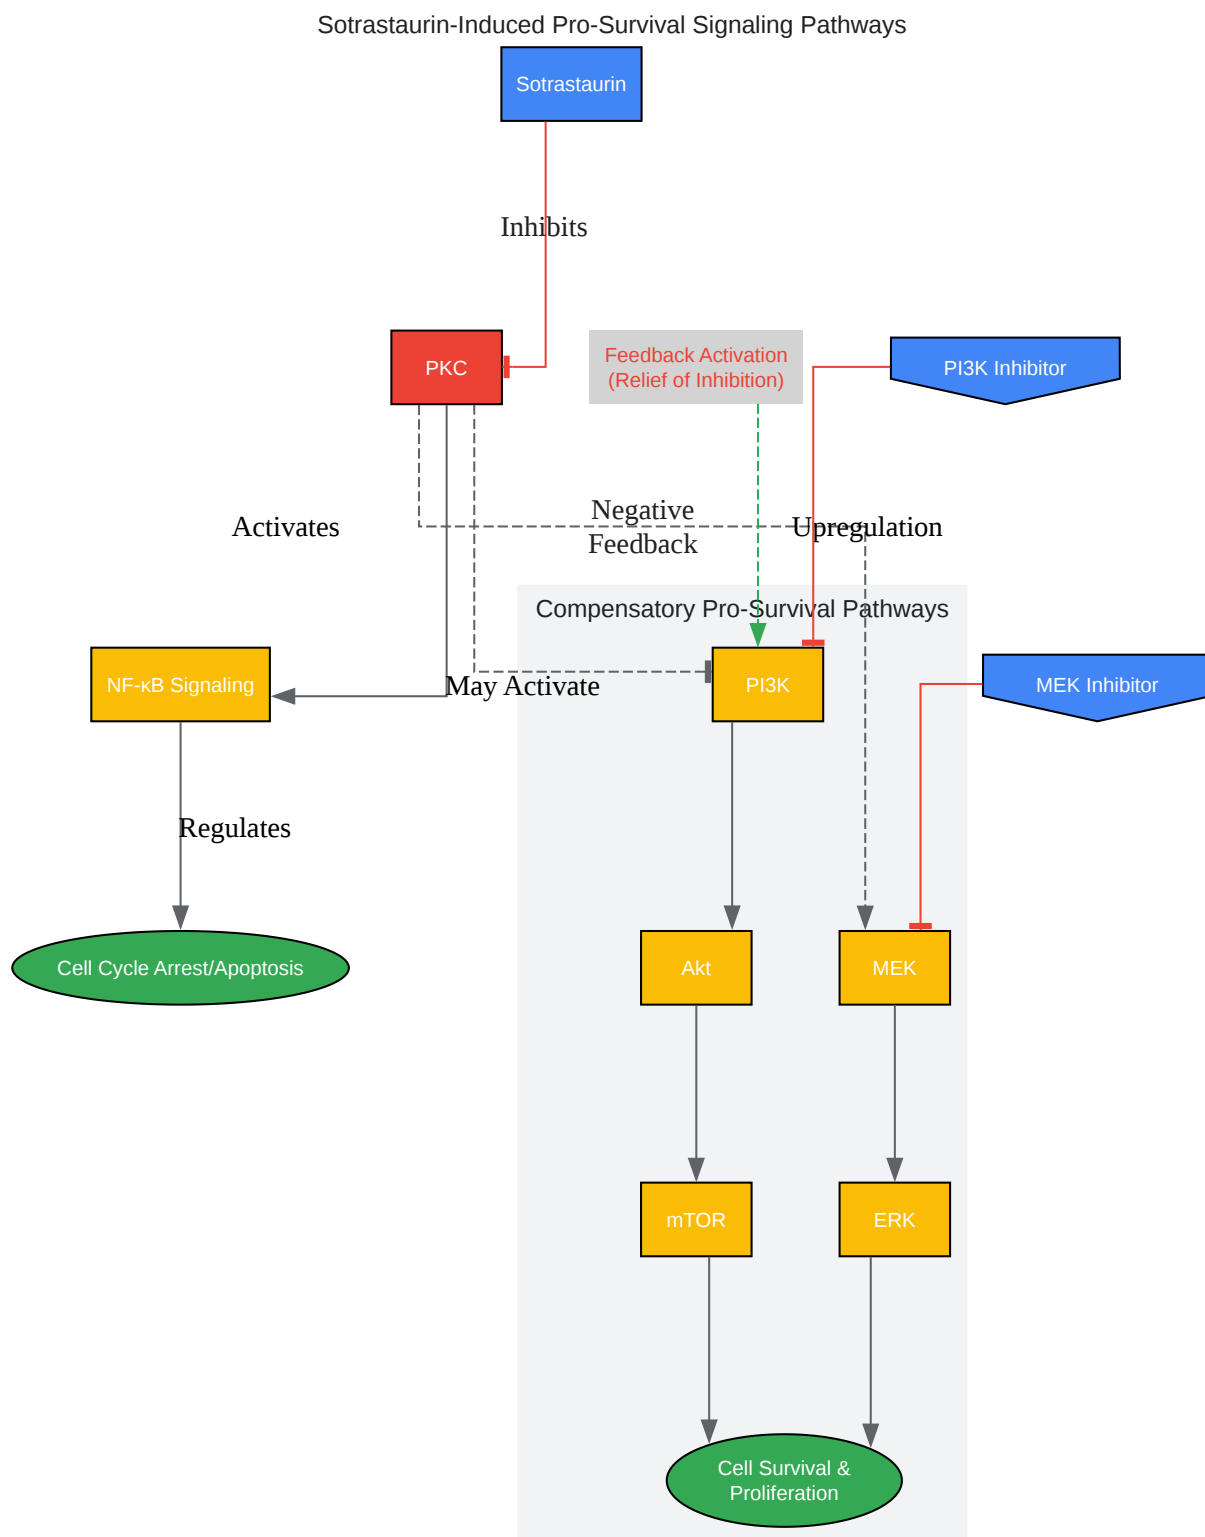 Sotrastaurin-Induced Pro-Survival Signaling Pathways
Sotrastaurin
Inhibits
PKC
Feedback Activation
(Relief of Inhibition)
PI3K Inhibitor
Activates
Negative
Feedback
Upregulation
Compensatory Pro-Survival Pathways
NF-κB Signaling
May Activate
PI3K
MEK Inhibitor
Regulates
Cell Cycle Arrest/Apoptosis
Akt
MEK
mTOR
ERK
Cell Survival &
Proliferation